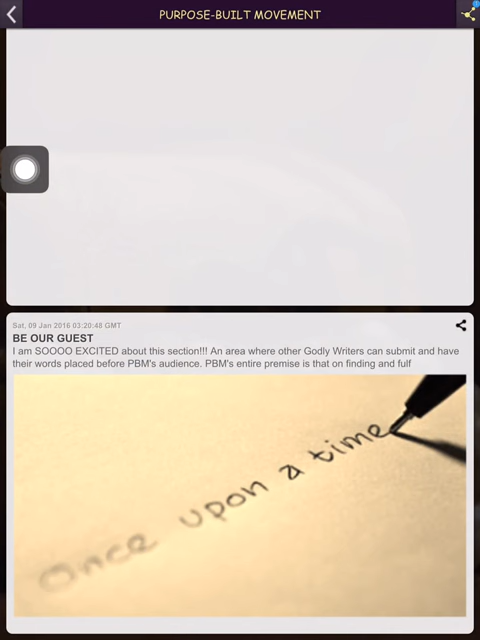 PURPOSE-BUILT MOVEMENT
Sat, 09 Jan 2016 03:20:48 GMT
BE OUR GUEST
I am SOOOO EXCITED about this section!!! An area where other Godly Writers can submit and have
their words placed before PBM's audience. PBM's entire premise is that on finding and fulf
Once upon a time